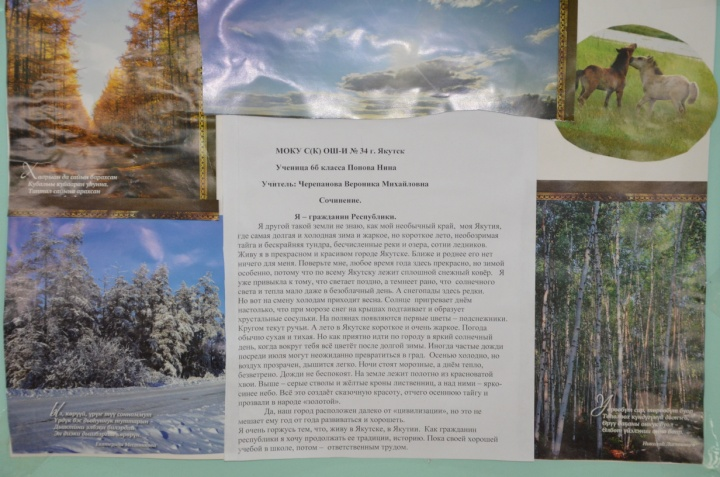 МОКУ С(К) ОШ-И № 34 г. Якутск
Ученица 6б класса Попова Нина
Учитель: Черепанова Вероника Михайловна
Сочинение.
Я – гражданин Республики.
Я другой такой земли не знаю, как мой необычный край, моя Якутия,
где самая долгая и холодная зима и жаркое, но короткое лето, необозримая
тайга и бескрайняя тундра, бесчисленные реки и озера, сотни ледников.
Живу я в прекрасном и красивом городе Якутске. Ближе и роднее его нет
ничего для меня. Поверьте мне, любое время года здесь прекрасно, но зимой
особенно, потому что по всему Якутску лежит сплошной снежный ковёр. Я
уже привыкла к тому, что светает поздно, а темнеет рано, что солнечного
света и тепла мало даже в безоблачный день. А снегопады здесь редки.
Но вот на смену холодам приходит весна. Солнце пригревает днём
настолько, что при морозе снег на крышах подтаивает и образует
хрустальные сосульки. На полянах появляются первые цветы – подснежники.
Кругом текут ручьи. А лето в Якутске короткое и очень жаркое. Погода
обычно сухая и тихая. Но как приятно идти по городу в яркий солнечный
день, когда вокруг тебя всё цветёт после долгой зимы. Иногда частые дожди
посреди июля могут неожиданно превратиться в град. Осенью холодно, но
воздух прозрачен, дышится легко. Ночи стоят морозные, а днём тепло,
безветрено. Дожди не беспокоят. На земле лежит полотно из красноватой
хвои. Выше – серые стволы и жёлтые кроны лиственниц, а над ними – ярко-
синее небо. Всё это создаёт сказочную красоту, отчего осеннюю тайгу и
прозвали в народе «золотой».
Да, наш город расположен далеко от «цивилизации», но это не
мешает ему год от года развиваться и хорошеть.
Я очень горжусь тем, что, живу в Якутске, в Якутии. Как гражданин
республики я хочу продолжать ее традиции, историю. Пока своей хорошей
учебой в школе, потом – ответственным трудом.